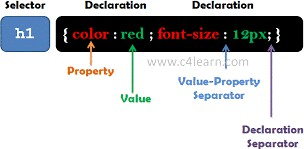 Selector Declaration Declaration
h1 { color : red ; font-size : 12px; }
www.c4learn.com
Property
Value
Value-Property
Separator
Declaration
Separator